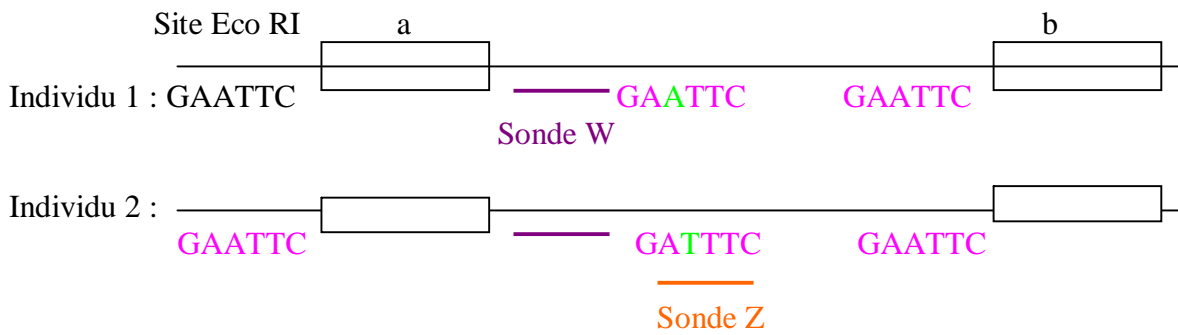 Site Eco RI a b
Individu 1 : GAATTC GAATTC GAATTC
Sonde W
Individu 2 :
GAATTC GATTTC GAATTC
Sonde Z